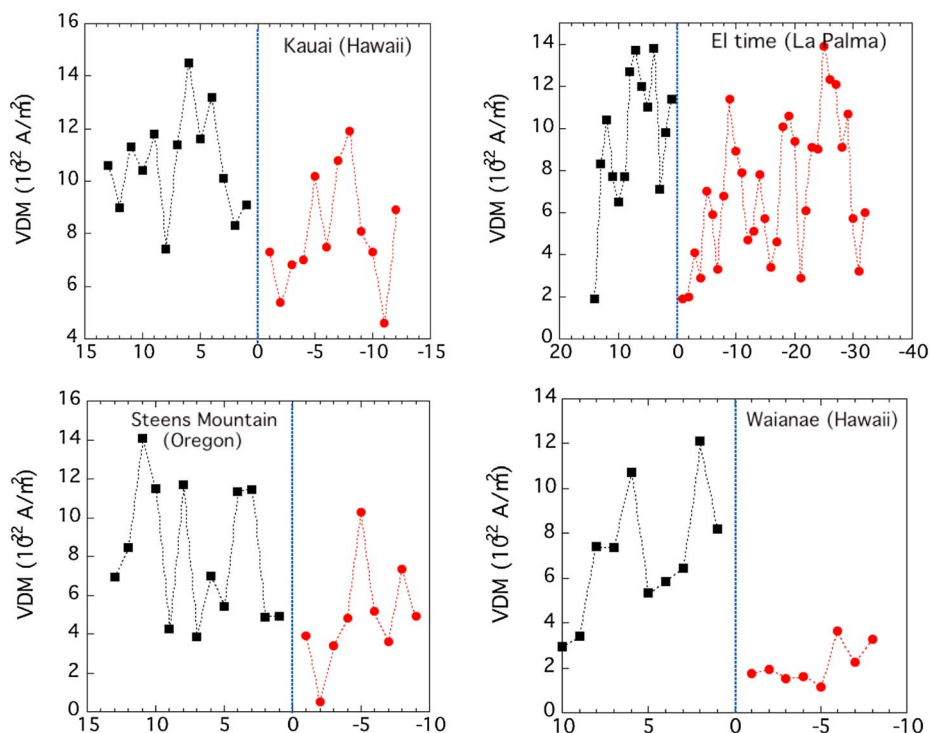 16
14
12
10
8
6
4
VDM (10²² A/m²)
Kauai (Hawaii)
15 10 5 0 -5 -10 -15
14
12
10
8
6
4
2
0
VDM (10²² A/m²)
El time (La Palma)
20 10 0 -10 -20 -30 -40
16
14
12
10
8
6
4
2
0
VDM (10²² A/m²)
Steens Mountain
(Oregon)
15 10 5 0 -5 -10
14
12
10
8
6
4
2
0
VDM (10²² A/m²)
Waianae (Hawaii)
10 5 0 -5 -10